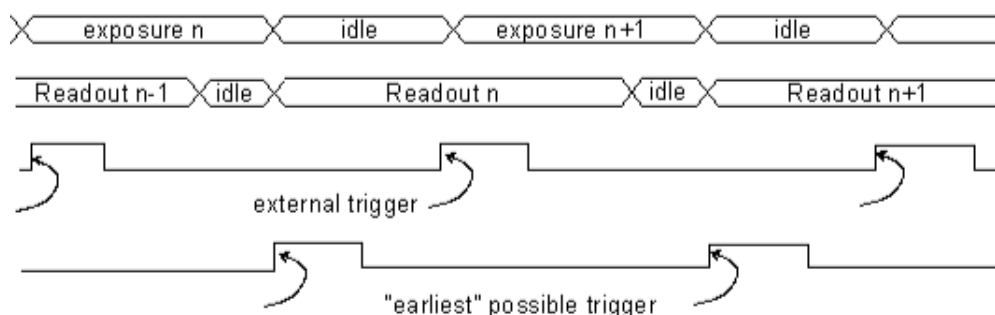 exposure n idle exposure n+1 idle
Readout n-1 idle Readout n idle Readout n+1
external trigger
"earliest" possible trigger